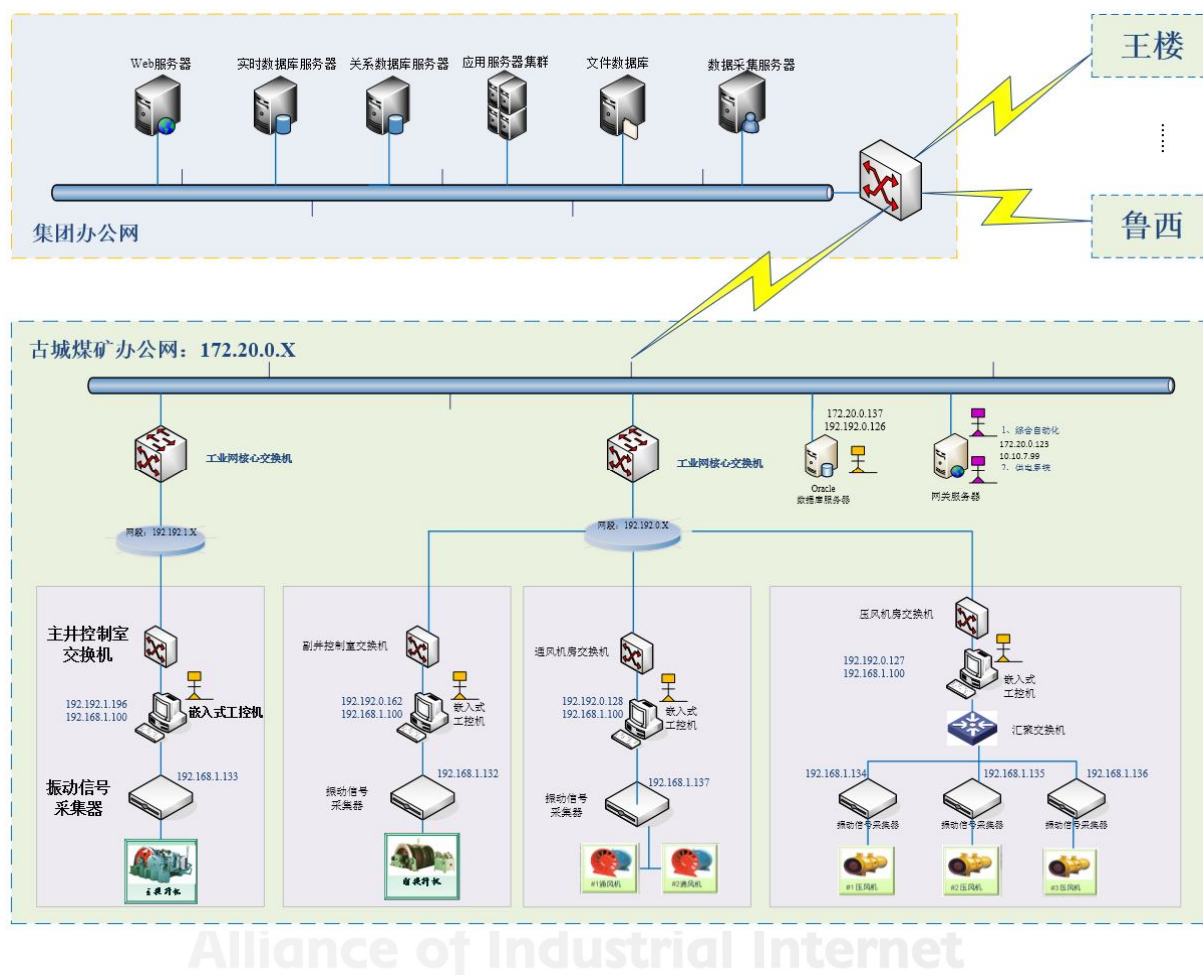 Web服务器
实时数据库服务器
关系数据库服务器
应用服务器集群
文件数据库
数据采集服务器
王楼
......
鲁西
集团办公网
古城煤矿办公网：172.20.0.X
工业网核心交换机
工业网核心交换机
172.20.0.137
192.192.0.126
Oracle
数据库服务器
1、综合自动化
172.20.0.123
10.10.7.99
2、供电系统
网关服务器
网段：192.192.1.X
网段：192.192.0.X
主井控制室
交换机
192.192.1.196
192.168.1.100
嵌入式工控机
192.168.1.133
振动信号
采集器
主提升机
副井控制室交换机
192.192.0.162
192.168.1.100
嵌入式
工控机
192.168.1.132
振动信号
采集器
副提升机
通风机房交换机
192.192.0.128
192.168.1.100
嵌入式
工控机
192.168.1.137
振动信号
采集器
#1通风机
#2通风机
压风机房交换机
192.192.0.127
192.168.1.100
嵌入式
工控机
汇聚交换机
192.168.1.134
192.168.1.135
192.168.1.136
振动信号采集器
振动信号采集器
振动信号采集器
#1压风机
#2压风机
#3压风机
Alliance of Industrial Internet